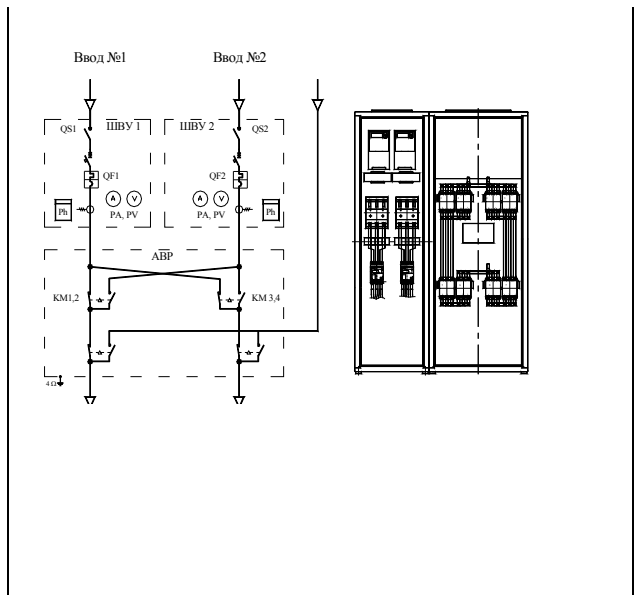 Ввод №1 Ввод №2
ШВУ 1 ШВУ 2
QS1 QS2
QF1 QF2
Ph A V A V Ph
PA, PV PA, PV
АВР
KM1,2 KM 3,4
4 Ω